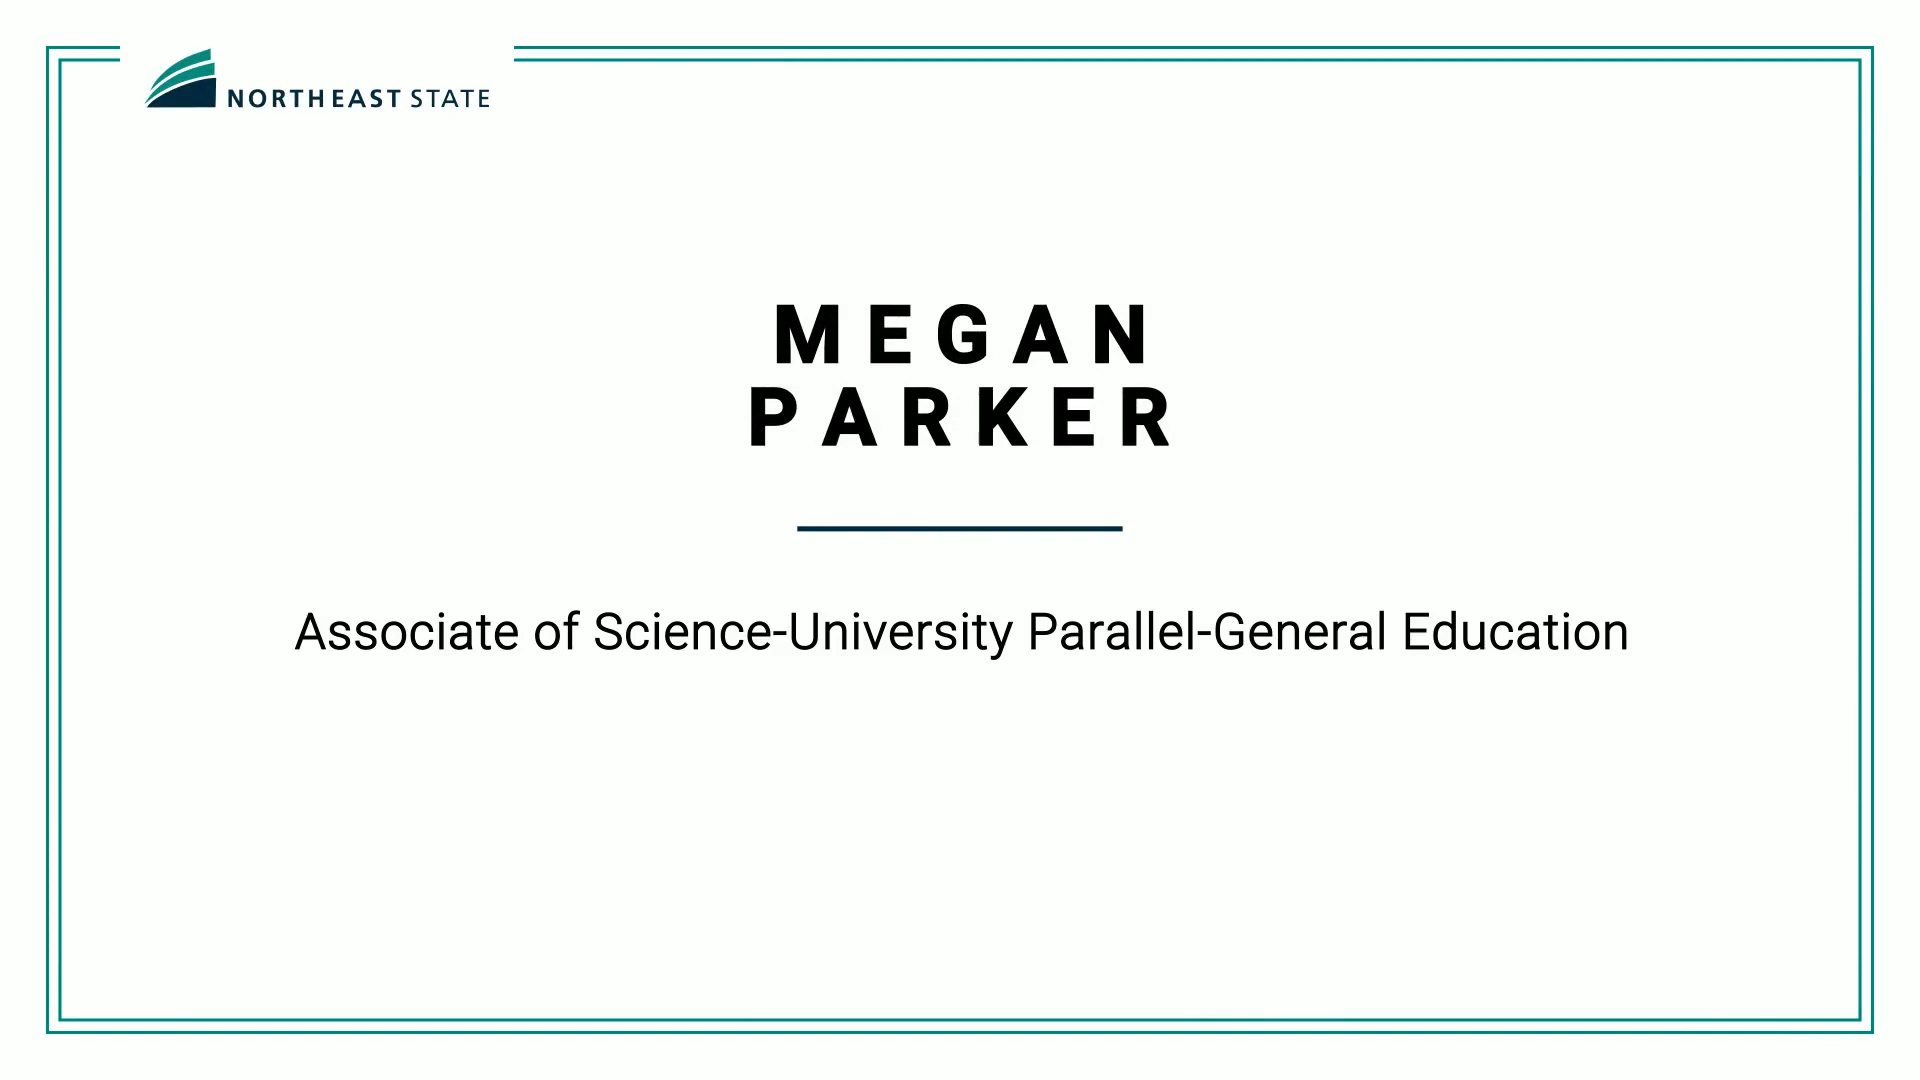 NORTHEAST STATE
MEGAN
PARKER
Associate of Science-University Parallel-General Education